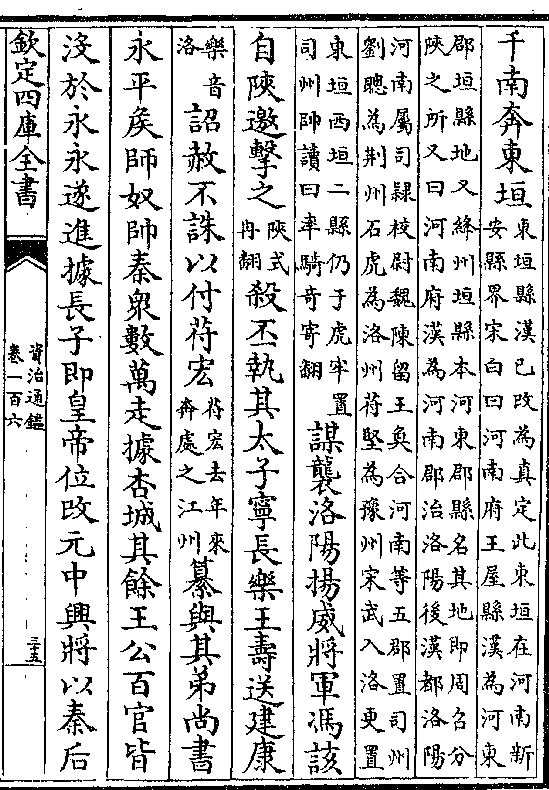 千南奔東垣東垣縣漢已改為真定此東垣在河南新
安縣界宋白曰河南府王屋縣漢為河東
郡垣縣地又絳州垣縣本河東郡縣名其地即周召分
陜之所又曰河南府漢為河南郡治洛陽後漢都洛陽
河南屬司隸校尉魏陳留王奐合河南等五郡置司州
劉聰為荆州石虎為洛州苻堅為豫州宋武入洛更置
東垣西垣二縣仍于虎牢置
司州帥讀曰率騎奇寄翻
謀襲洛陽揚威將軍馮該
自陜邀擊之陜式
冉翻
殺丕執其太子寧長樂王壽送建康
樂音
洛
詔赦不誅以付苻宏苻宏去年來
奔處之江州
纂與其弟尚書
永平矦師奴帥秦衆數萬走據杏城其餘王公百官皆
沒於永永遂進據長子即皇帝位改元中興將以秦后
欽定四庫全書
資治通鑑
卷一百六
三十五